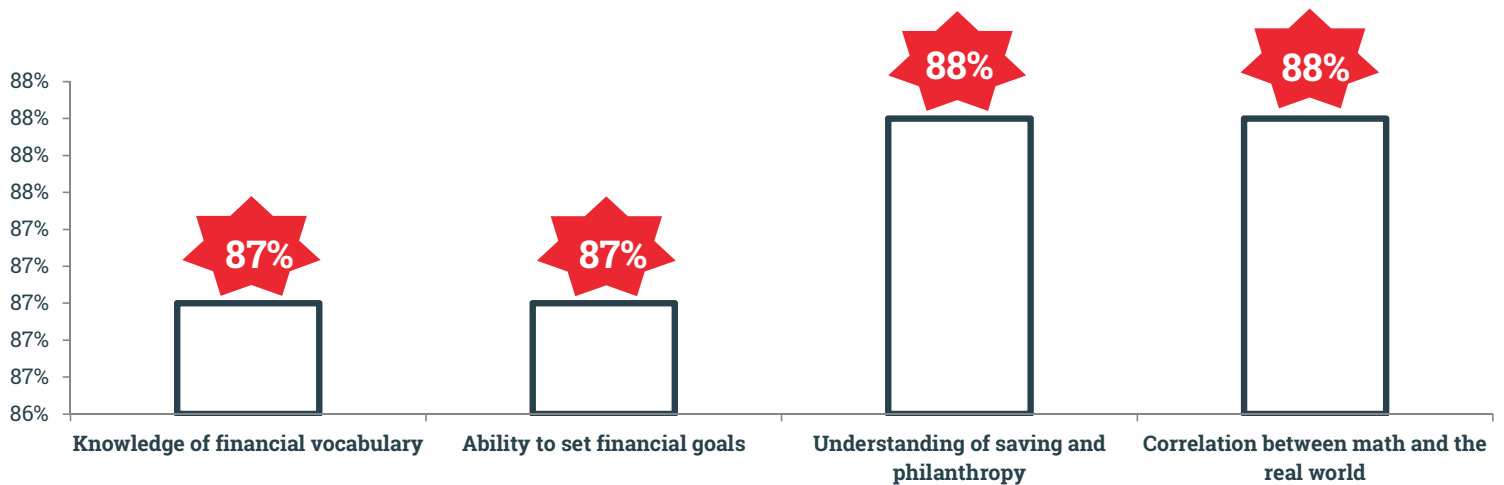 88%
88%
88%
88%
87%
87%
87%
87%
87%
86%
87%
87%
88%
88%
Knowledge of financial vocabulary
Ability to set financial goals
Understanding of saving and
philanthropy
Correlation between math and the
real world